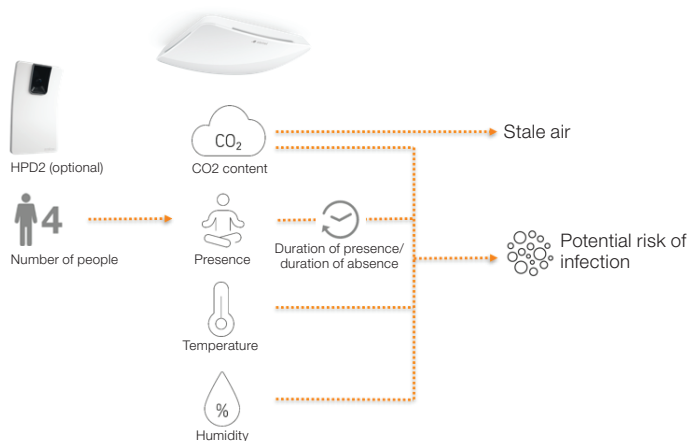 HPD2 (optional)
CO₂
CO2 content
Stale air
4
Number of people
Presence
Duration of presence/
duration of absence
Potential risk of
infection
Temperature
%
Humidity